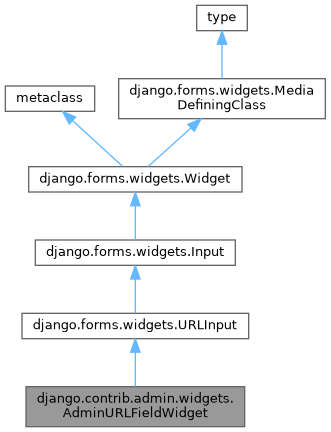 type
django.forms.widgets.Media
DefiningClass
metaclass
django.forms.widgets.Widget
django.forms.widgets.Input
django.forms.widgets.URLInput
django.contrib.admin.widgets.
AdminURLFieldWidget